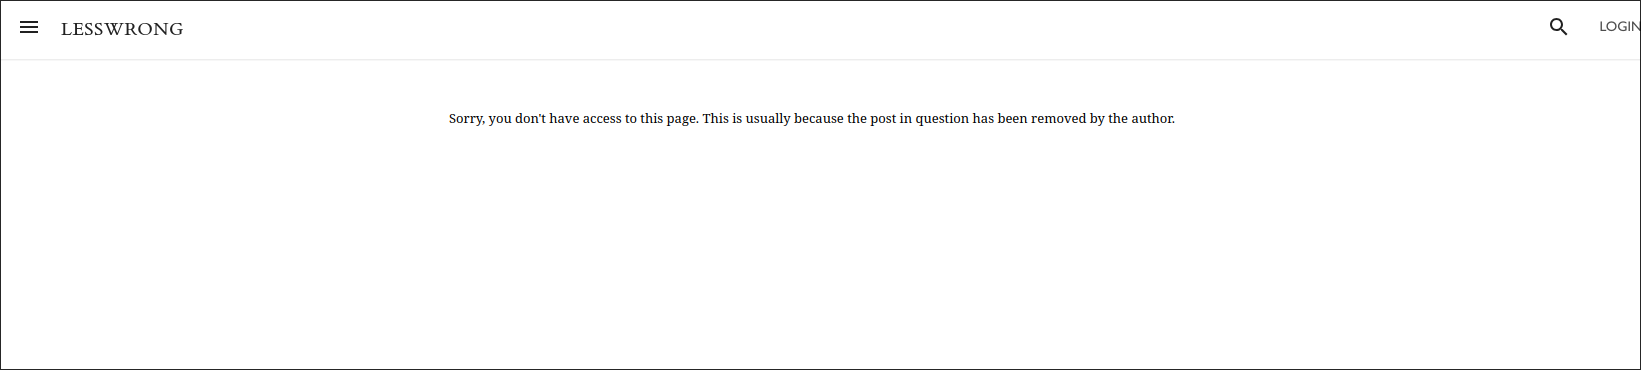 LESSWRONG
LOGIN
Sorry, you don't have access to this page. This is usually because the post in question has been removed by the author.